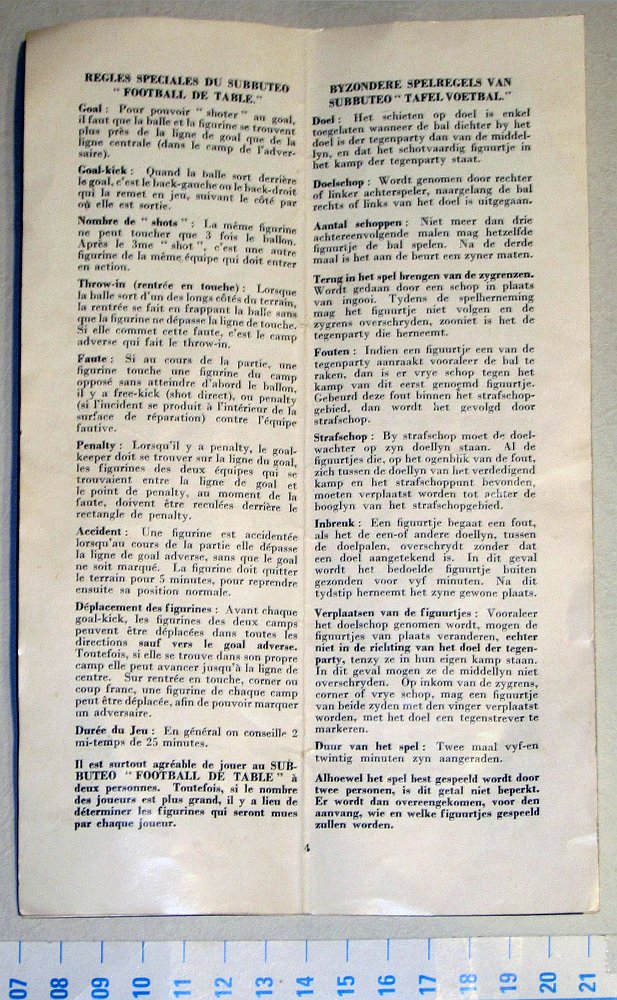 REGLES SPECIALES DU SUBBUTEO
" FOOTBALL DE TABLE."
Goal : Pour pouvoir " shoter " au goal,
il faut que la balle et la figurine se trouvent
plus près de la ligne de goal que de la
ligne centrale (dans le camp de l'adver-
saire).
Goal-kick : Quand la balle sort derrière
le goal, c'est le back-gauche ou le back-droit
qui la remet en jeu, suivant le côté par
où elle est sortie.
Nombre de " shots " : La même figurine
ne peut toucher que 3 fois le ballon.
Après le 3me " shot ", c'est une autre
figurine de la même équipe qui doit entrer
en action.
Throw-in (rentrée en touche) : Lorsque
la balle sort d'un des longs côtés du terrain,
la rentrée se fait en frappant la balle sans
que la figurine ne dépasse la ligne de touche.
Si elle commet cette faute, c'est le camp
adverse qui fait le throw-in.
Faute : Si au cours de la partie, une
figurine touche une figurine du camp
opposé sans atteindre d'abord le ballon,
il y a free-kick (shot direct), ou penalty
(si l'incident se produit à l'intérieur de la
surface de réparation) contre l'équipe
fautive.
Penalty : Lorsqu'il y a penalty, le goal-
keeper doit se trouver sur la ligne du goal,
les figurines des deux équipes qui se
trouvaient entre la ligne de goal et
le point de penalty, au moment de la
faute, doivent être reculées derrière le
rectangle de penalty.
Accident : Une figurine est accidentée
lorsqu'au cours de la partie elle dépasse
la ligne de goal adverse, sans que le goal
ne soit marqué. La figurine doit quitter
le terrain pour 5 minutes, pour reprendre
ensuite sa position normale.
Déplacement des figurines : Avant chaque
goal-kick, les figurines des deux camps
peuvent être déplacées dans toutes les
directions sauf vers le goal adverse.
Toutefois, si elle se trouve dans son propre
camp elle peut avancer jusqu'à la ligne de
centre. Sur rentrée en touche, corner ou
coup franc, une figurine de chaque camp
peut être déplacée, afin de pouvoir marquer
un adversaire.
Durée du Jeu : En général on conseille 2
mi-temps de 25 minutes.
Il est surtout agréable de jouer au SUB-
BUTEO " FOOTBALL DE TABLE " à
deux personnes. Toutefois, si le nombre
des joueurs est plus grand, il y a lieu de
déterminer les figurines qui seront mues
par chaque joueur.
BYZONDERE SPELREGELS VAN
SUBBUTEO " TAFEL VOETBAL."
Doel : Het schieten op doel is enkel
toegelaten wanneer de bal dichter by het
doel is der tegenparty dan van de middel-
lyn, en dat het schotvaardig figuurtje in
het kamp der tegenparty staat.
Doelschop : Wordt genomen door rechter
of linker achterspeler, naargelang de bal
rechts of links van het doel is uitgegaan.
Aantal schoppen : Niet meer dan drie
achtereenvolgende malen mag hetzelfde
figuurtje de bal spelen. Na de derde
maal is het aan de beurt een zyner maten.
Terug in het spel brengen van de zygrenzen.
Wordt gedaan door een schop in plaats
van ingooi. Tydens de spelherneming
mag het figuurtje niet volgen en de
zygrens overschryden, zooniet is het de
tegenparty die herneemt.
Fouten : Indien een figuurtje een van de
tegenparty aanraakt vooraleer de bal te
raken, dan is er vrye schop tegen het
kamp van dit eerst genoemd figuurtje.
Gebeurd deze fout binnen het strafschop-
gebied, dan wordt het gevolgd door
strafschop.
Strafschop : By strafschop moet de doel-
wachter op zyn doellyn staan. Al de
figuurtjes die, op het ogenblik van de fout,
zich tussen de doellyn van het verdedigend
kamp en het strafschoppunt bevonden,
moeten verplaatst worden tot achter de
booglyn van het strafschopgebied.
Inbreuk : Een figuurtje begaat een fout,
als het de een-of andere doellyn, tussen
de doelpalen, overschrydt zonder dat
een doel aangetekend is. In dit geval
wordt het bedoelde figuurtje buiten
gezonden voor vyf minuten. Na dit
tydstip herneemt het zyne gewone plaats.
Verplaatsen van de figuurtjes : Vooraleer
het doelschop genomen wordt, mogen de
figuurtjes van plaats veranderen, echter
niet in de richting van het doel der tegen-
party, tenzy ze in hun eigen kamp staan.
In dit geval mogen ze de middellyn niet
overschryden. Op inkom van de zygrens,
corner of vrye schop, mag een figuurtje
van beide zyden met den vinger verplaatst
worden, met het doel een tegenstrever te
markeren.
Duur van het spel : Twee maal vyf-en
twintig minuten zyn aangeraden.
Alhoewel het spel best gespeeld wordt door
twee personen, is dit getal niet beperkt.
Er wordt dan overeengekomen, voor den
aanvang, wie en welke figuurtjes gespeeld
zullen worden.
4
07 08 09 10 11 12 13 14 15 16 17 18 19 20 21